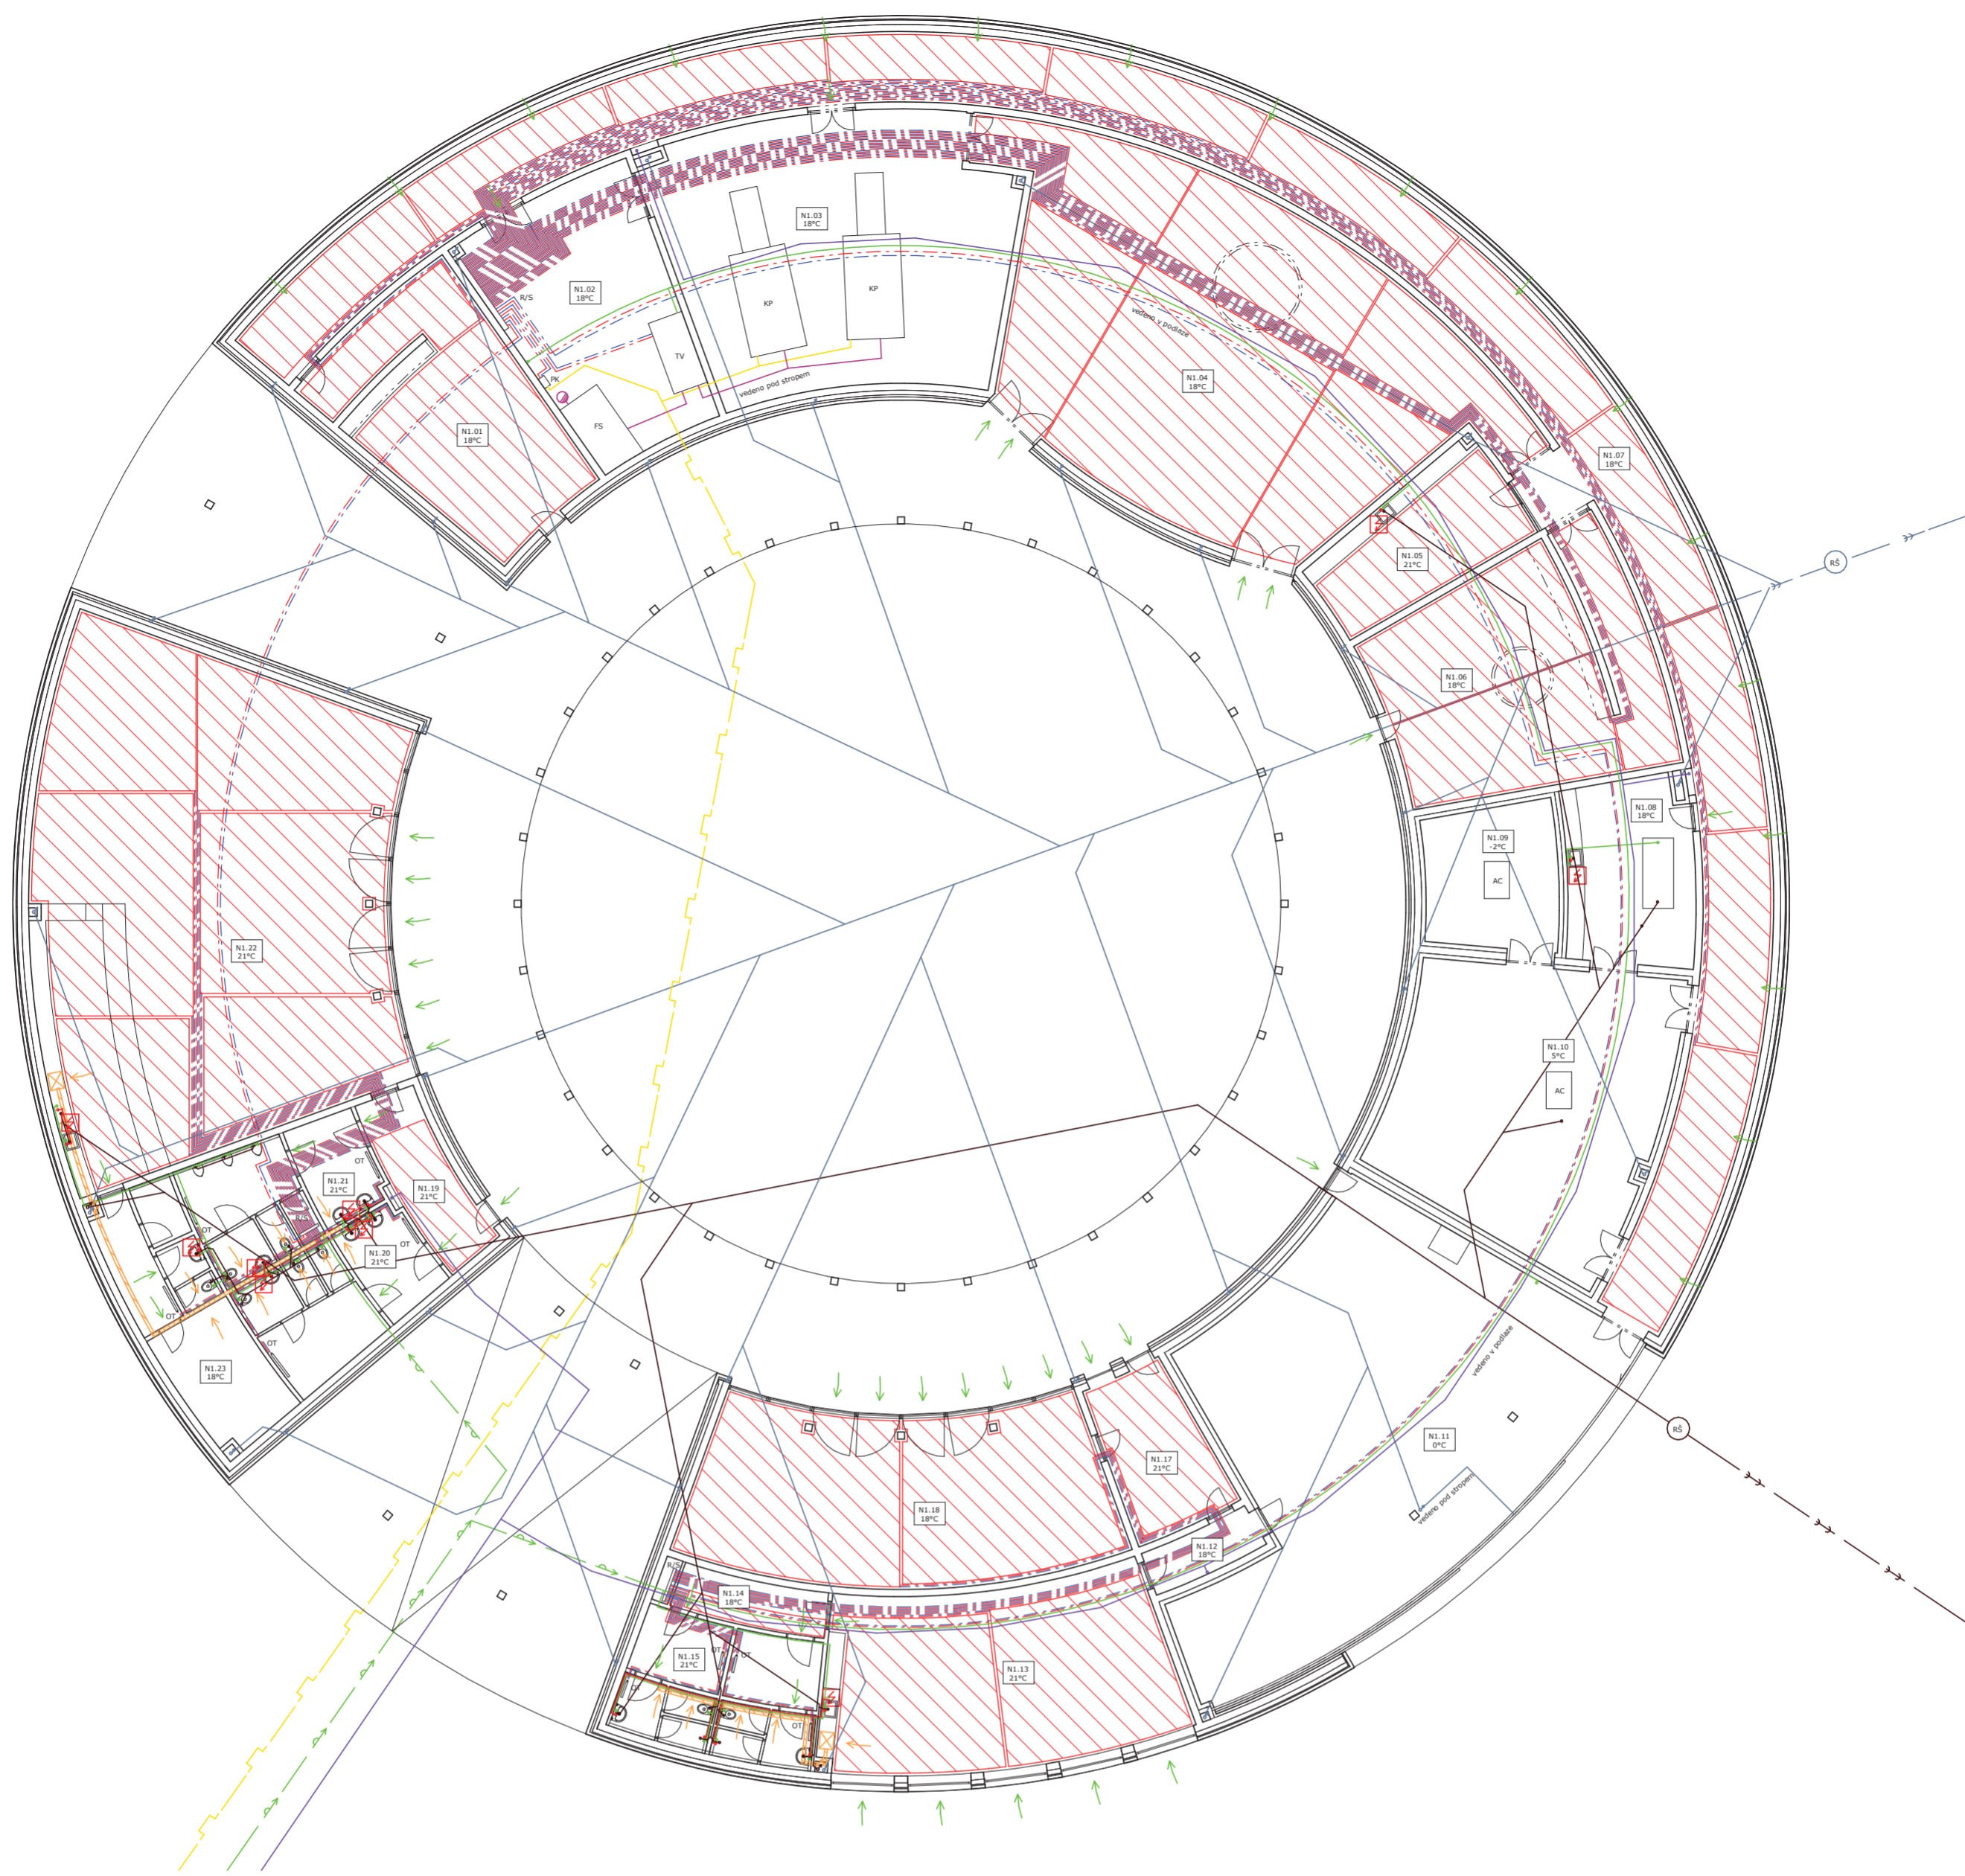 N1.03
18°C
N1.02
18°C
R/S
KP
KP
vedeno v podlaze
TV
PK
vedeno pod stropem
N1.04
18°C
FS
N1.01
18°C
N1.07
18°C
N1.05
21°C
RŠ
N1.06
18°C
N1.08
18°C
N1.09
-2°C
AC
N1.22
21°C
N1.10
5°C
AC
OT
N1.21
21°C
N1.19
21°C
R/S
OT
OT
N1.20
21°C
OT
OT
N1.23
18°C
vedeno v podlaze
RŠ
N1.11
0°C
N1.17
21°C
vedeno pod stropem
N1.18
18°C
N1.12
18°C
R/S
N1.14
18°C
OT
OT
N1.15
21°C
N1.13
21°C
OT
OT